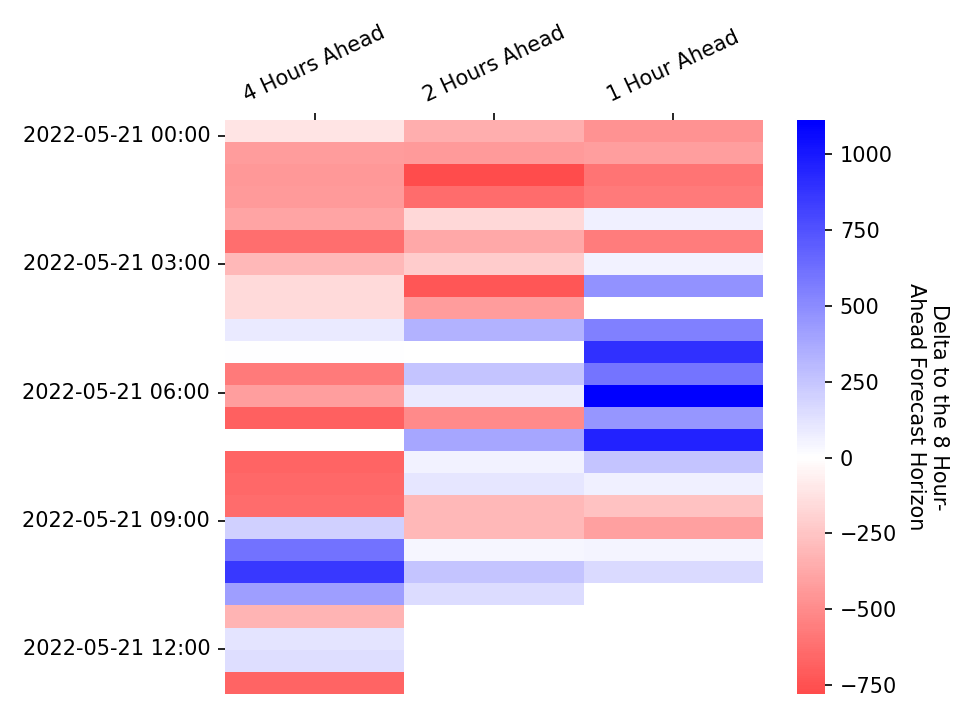 4 Hours Ahead
2 Hours Ahead
1 Hour Ahead
2022-05-21 00:00
2022-05-21 03:00
2022-05-21 06:00
2022-05-21 09:00
2022-05-21 12:00
1000
750
500
250
0
−250
−500
−750
Delta to the 8 Hour-
Ahead Forecast Horizon